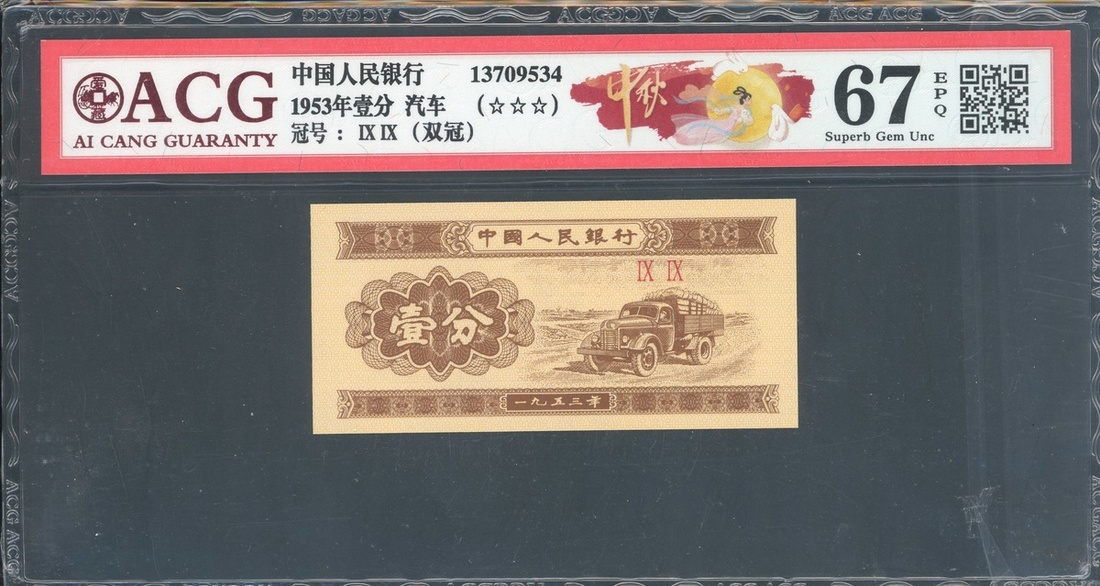 ACG
AI CANG GUARANTY
中国人民银行 13709534
1953年壹分 汽车 (☆☆☆)
冠号：ⅨⅨ（双冠）
中秋
67
EPQ
Superb Gem Unc
中國人民銀行
ⅨⅨ
壹分
一九五三年
ACG ACG